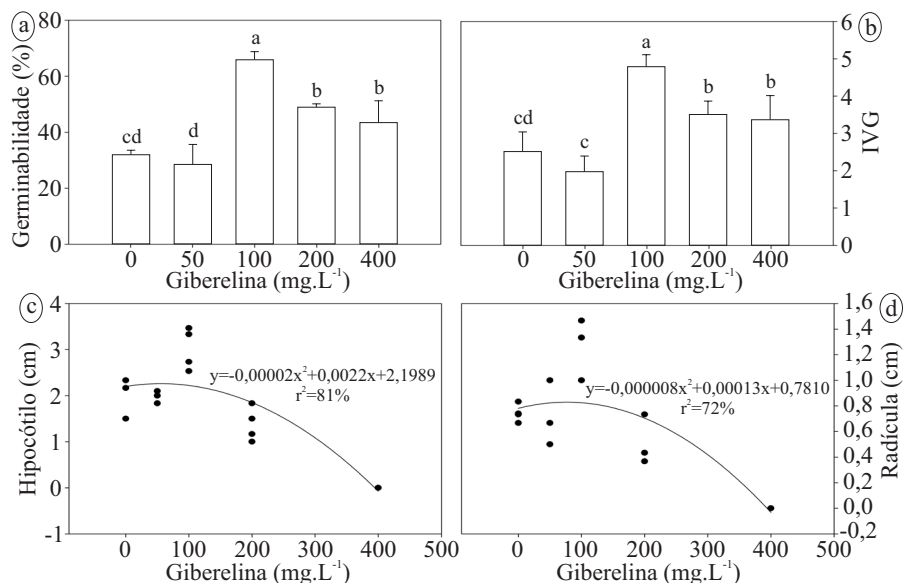 a
Germinabilidade (%)
80
60
40
20
0
cd
d
a
b
b
0 50 100 200 400
Giberelina (mg.L⁻¹)
b
IVG
6
5
4
3
2
1
0
cd
c
a
b
b
0 50 100 200 400
Giberelina (mg.L⁻¹)
c
Hipocótilo (cm)
4
3
2
1
0
-1
y=-0,00002x²+0,0022x+2,1989
r²=81%
0 100 200 300 400 500
Giberelina (mg.L⁻¹)
d
Radícula (cm)
1,6
1,4
1,2
1,0
0,8
0,6
0,4
0,2
0,0
-0,2
y=-0,000008x²+0,00013x+0,7810
r²=72%
0 100 200 300 400 500
Giberelina (mg.L⁻¹)